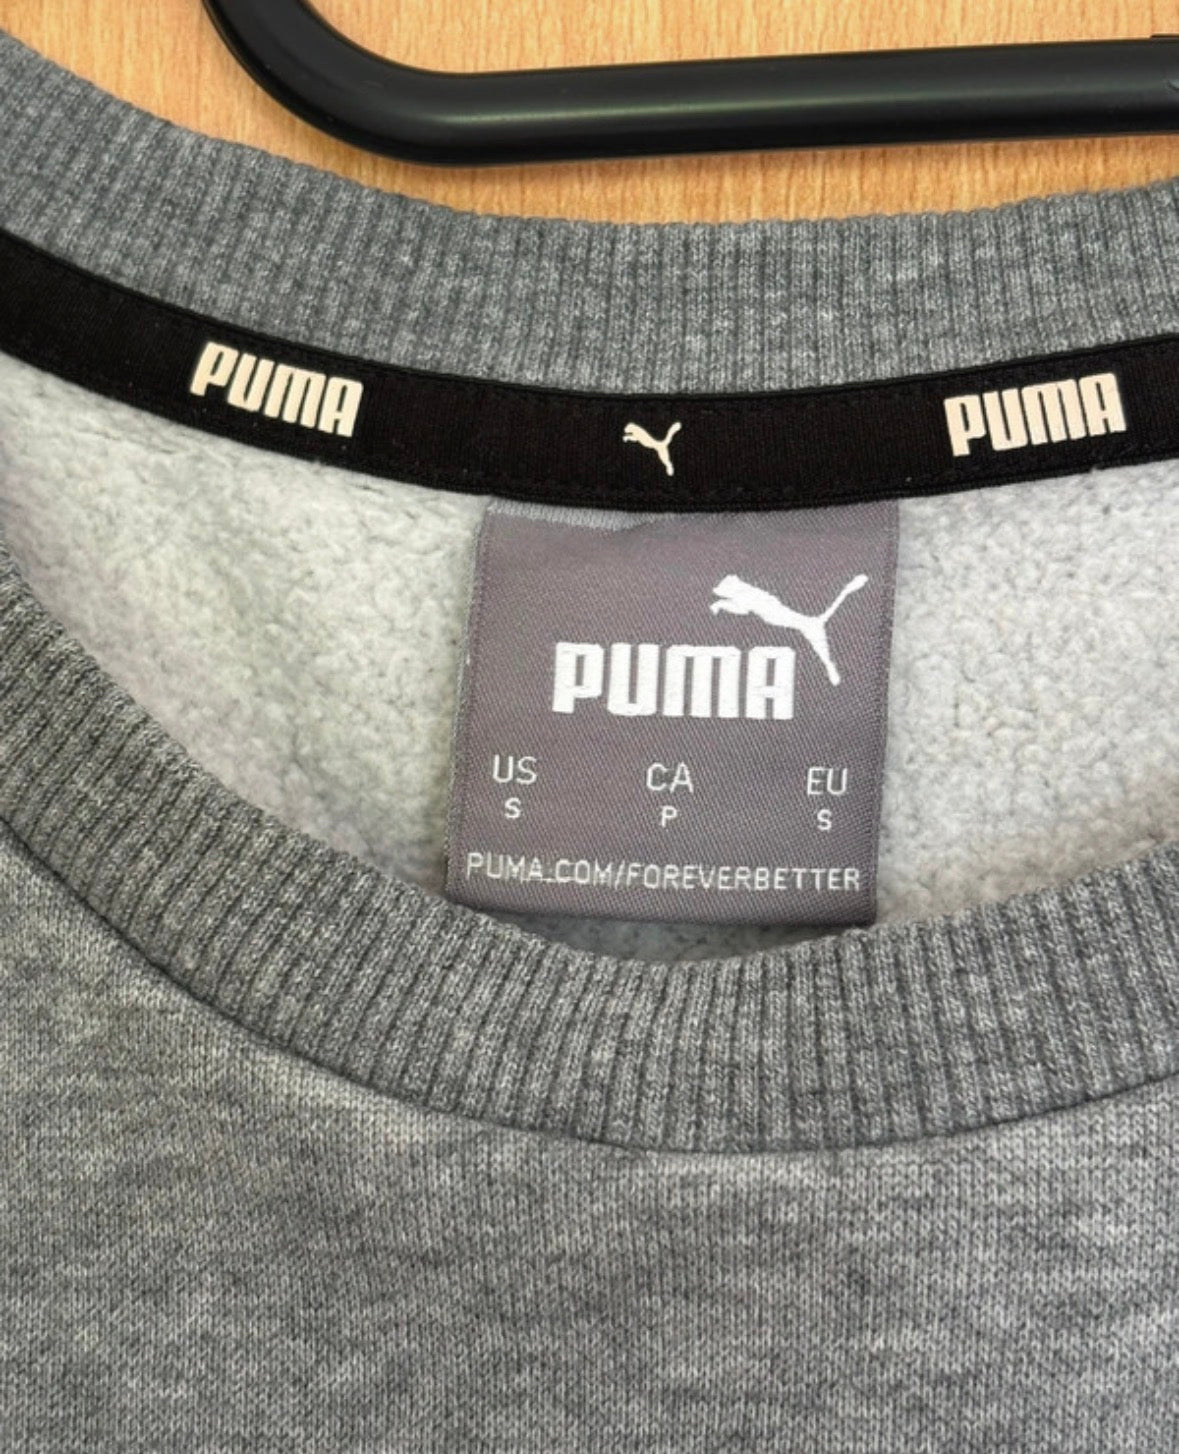 PUMA PUMA
PUMA
US CA EU
S P S
PUMA.COM/FOREVERBETTER